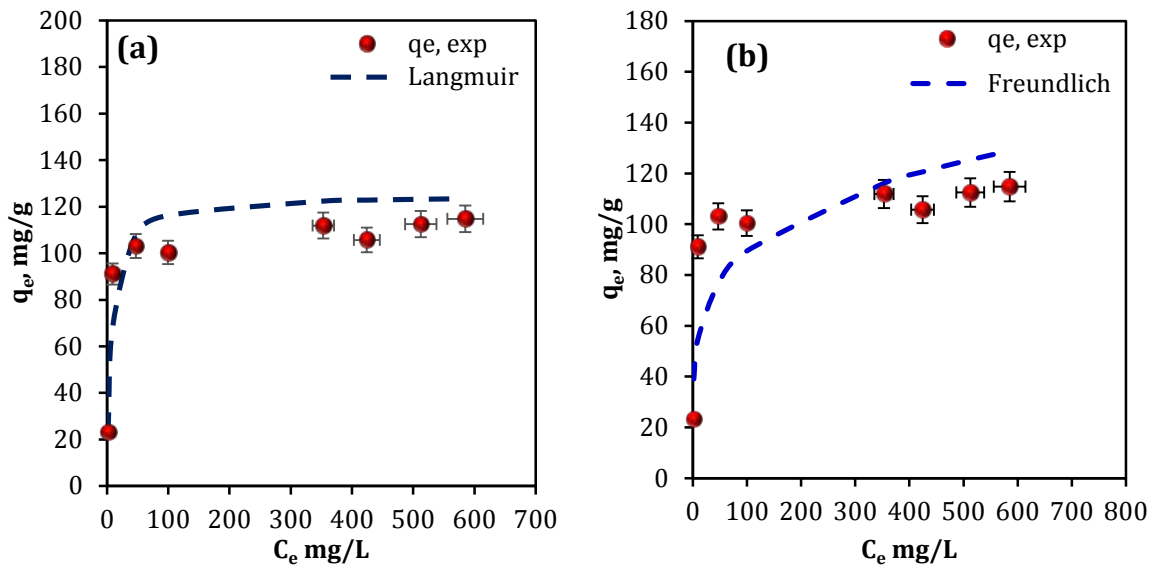 (a)
qe, exp
Langmuir
200
180
160
140
120
100
80
60
40
20
0
qₑ, mg/g
0 100 200 300 400 500 600 700
Cₑ mg/L
(b)
qe, exp
Freundlich
180
160
140
120
100
80
60
40
20
0
qₑ, mg/g
0 100 200 300 400 500 600 700 800
Cₑ mg/L